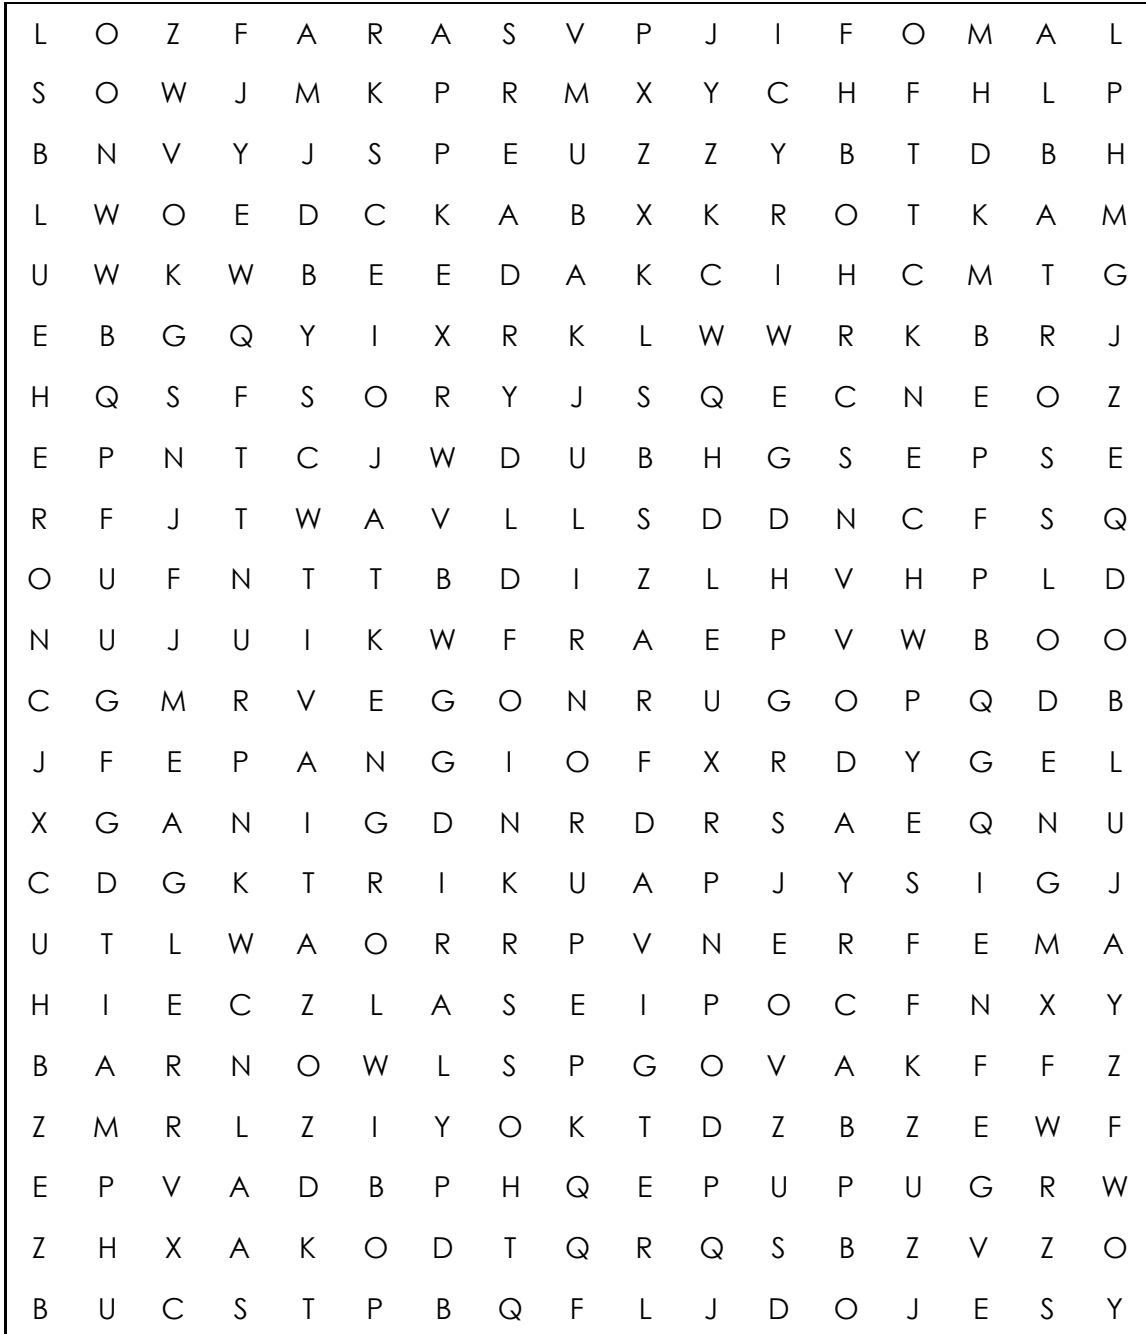 L O Z F A R A S V P J I F O M A L
S O W J M K P R M X Y C H F H L P
B N V Y J S P E U Z Z Y B T D B H
L W O E D C K A B X K R O T K A M
U W K W B E E D A K C I H C M T G
E B G Q Y I X R K L W W R K B R J
H Q S F S O R Y J S Q E C N E O Z
E P N T C J W D U B H G S E P S E
R F J T W A V L L S D D N C F S Q
O U F N T T B D I Z L H V H P L D
N U J U I K W F R A E P V W B O O
C G M R V E G O N R U G O P Q D B
J F E P A N G I O F X R D Y G E L
X G A N I G D N R D R S A E Q N U
C D G K T R I K U A P J Y S I G J
U T L W A O R R P V N E R F E M A
H I E C Z L A S E I P O C F N X Y
B A R N O W L S P G O V A K F F Z
Z M R L Z I Y O K T D Z B Z E W F
E P V A D B P H Q E P U P U G R W
Z H X A K O D T Q R Q S B Z V Z O
B U C S T P B Q F L J D O J E S Y